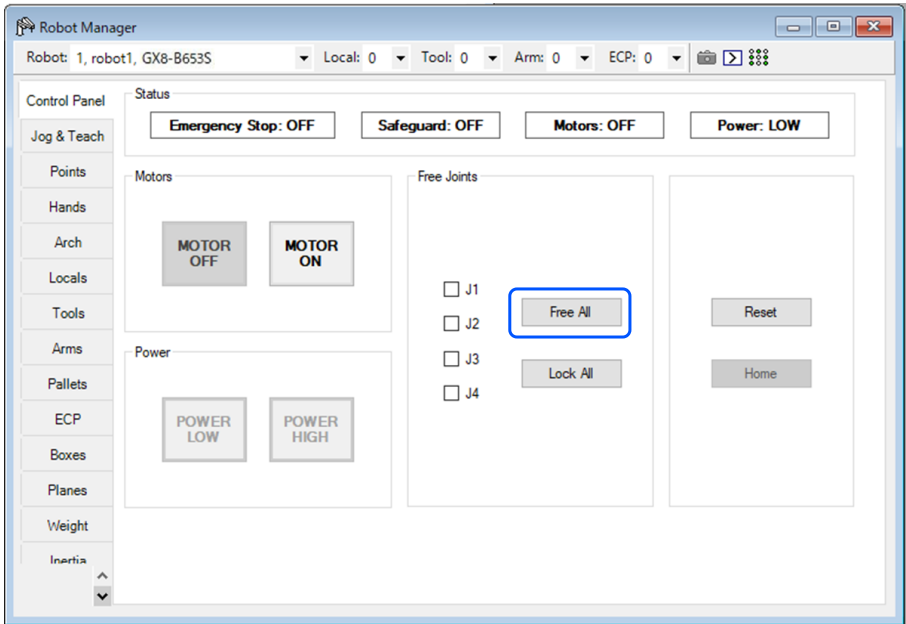 Robot Manager
Robot: 1, robot1, GX8-B653S Local: 0 Tool: 0 Arm: 0 ECP: 0
Control Panel
Jog & Teach
Points
Hands
Arch
Locals
Tools
Arms
Pallets
ECP
Boxes
Planes
Weight
Inertia
Status
Emergency Stop: OFF Safeguard: OFF Motors: OFF Power: LOW
Motors
MOTOR
OFF
MOTOR
ON
Power
POWER
LOW
POWER
HIGH
Free Joints
J1
J2
J3
J4
Free All
Lock All
Reset
Home